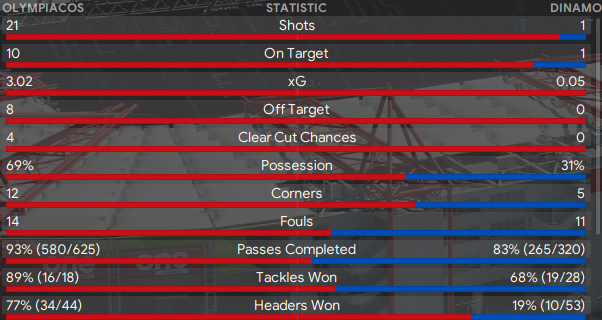 OLYMPIACOS STATISTIC DINAMO
21 Shots 1
10 On Target 1
3.02 xG 0.05
8 Off Target 0
4 Clear Cut Chances 0
69% Possession 31%
12 Corners 5
14 Fouls 11
93% (580/625) Passes Completed 83% (265/320)
89% (16/18) Tackles Won 68% (19/28)
77% (34/44) Headers Won 19% (10/53)
one one